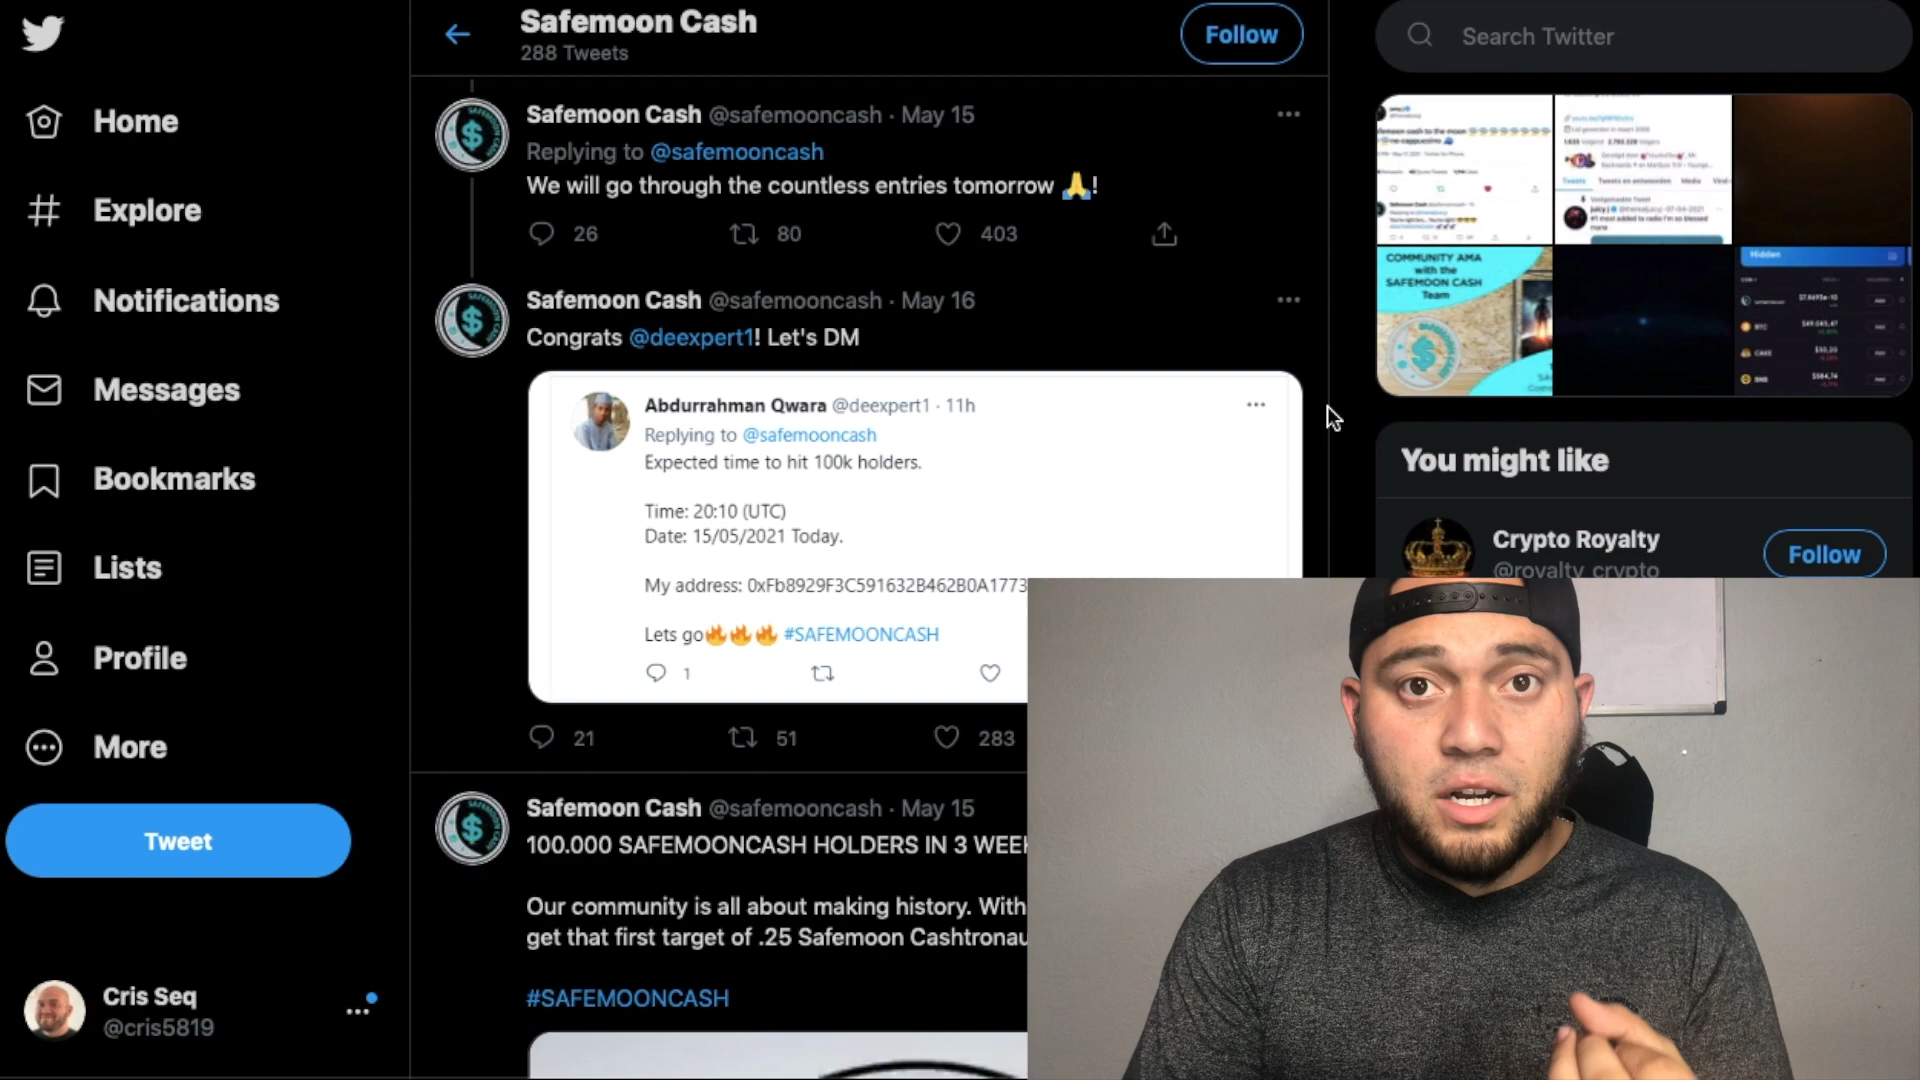 Home
Explore
Notifications
Messages
Bookmarks
Lists
Profile
More
Tweet
Cris Seq
@cris5819
Safemoon Cash
288 Tweets
Follow
Safemoon Cash @safemooncash · May 15
Replying to @safemooncash
We will go through the countless entries tomorrow 🙏!
26 80 403
Safemoon Cash @safemooncash · May 16
Congrats @deexpert1! Let's DM
Abdurrahman Qwara @deexpert1 · 11h
Replying to @safemooncash
Expected time to hit 100k holders.
Time: 20:10 (UTC)
Date: 15/05/2021 Today.
My address: 0xFb8929F3C591632B462B0A1773
Lets go🔥🔥🔥 #SAFEMOONCASH
1
21 51 283
Safemoon Cash @safemooncash · May 15
100.000 SAFEMOONCASH HOLDERS IN 3 WEEK
Our community is all about making history. With
get that first target of .25 Safemoon Cashtronau
#SAFEMOONCASH
Search Twitter
COMMUNITY AMA
with the
SAFEMOON CASH
Team
Hidden
BTC
CAKE
BNB
You might like
Crypto Royalty
@royalty_crypto
Follow